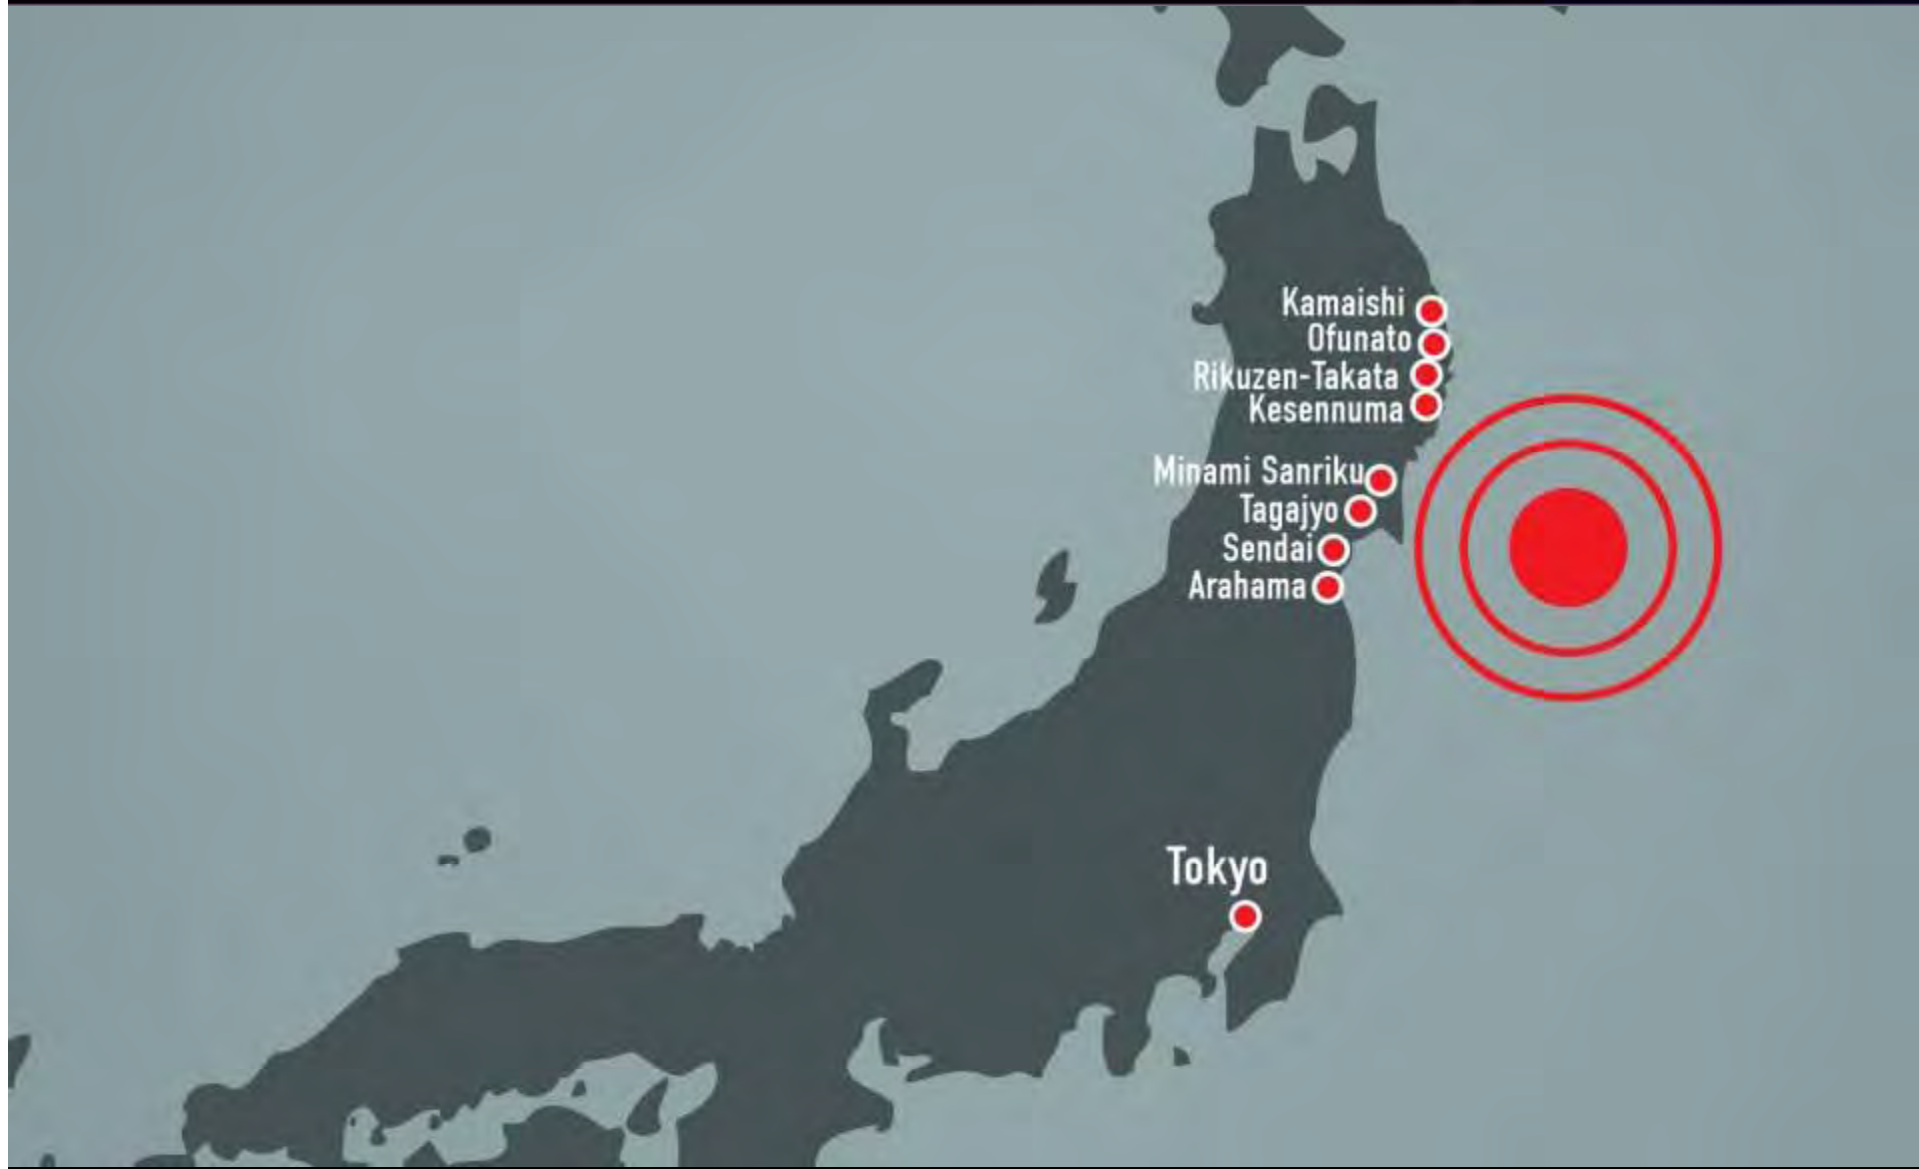 Kamaishi
Ofunato
Rikuzen-Takata
Kesennuma
Minami Sanriku
Tagajyo
Sendai
Arahama
Tokyo